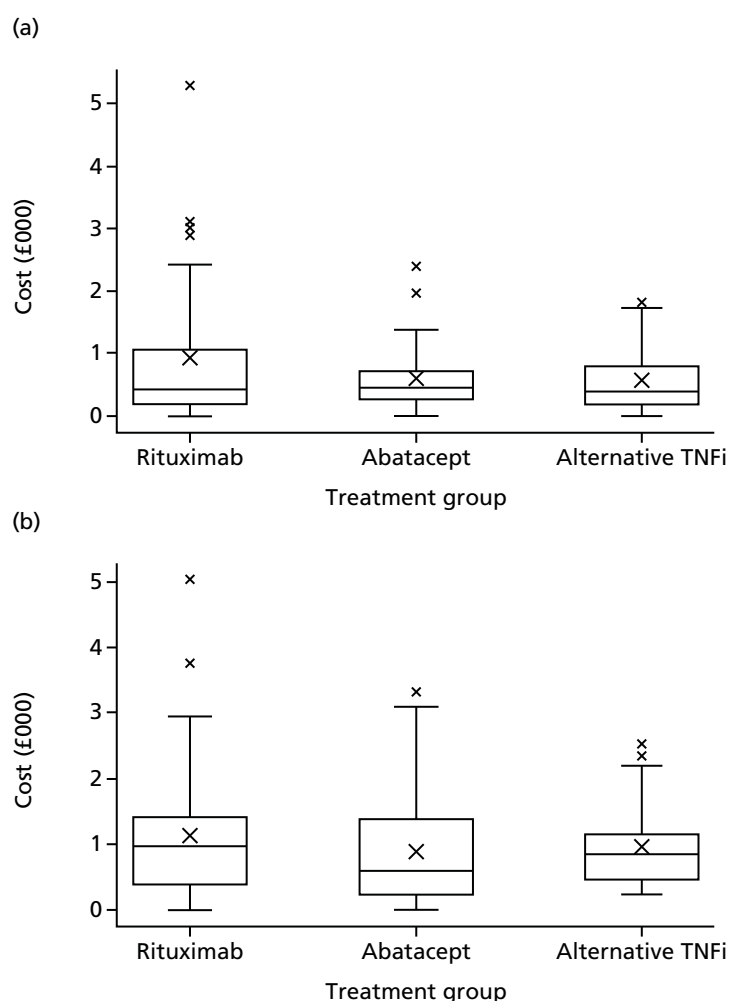 (a)
5
4
3
2
1
0
Cost (£000)
Rituximab Abatacept Alternative TNFi
Treatment group
(b)
5
4
3
2
1
0
Cost (£000)
Rituximab Abatacept Alternative TNFi
Treatment group